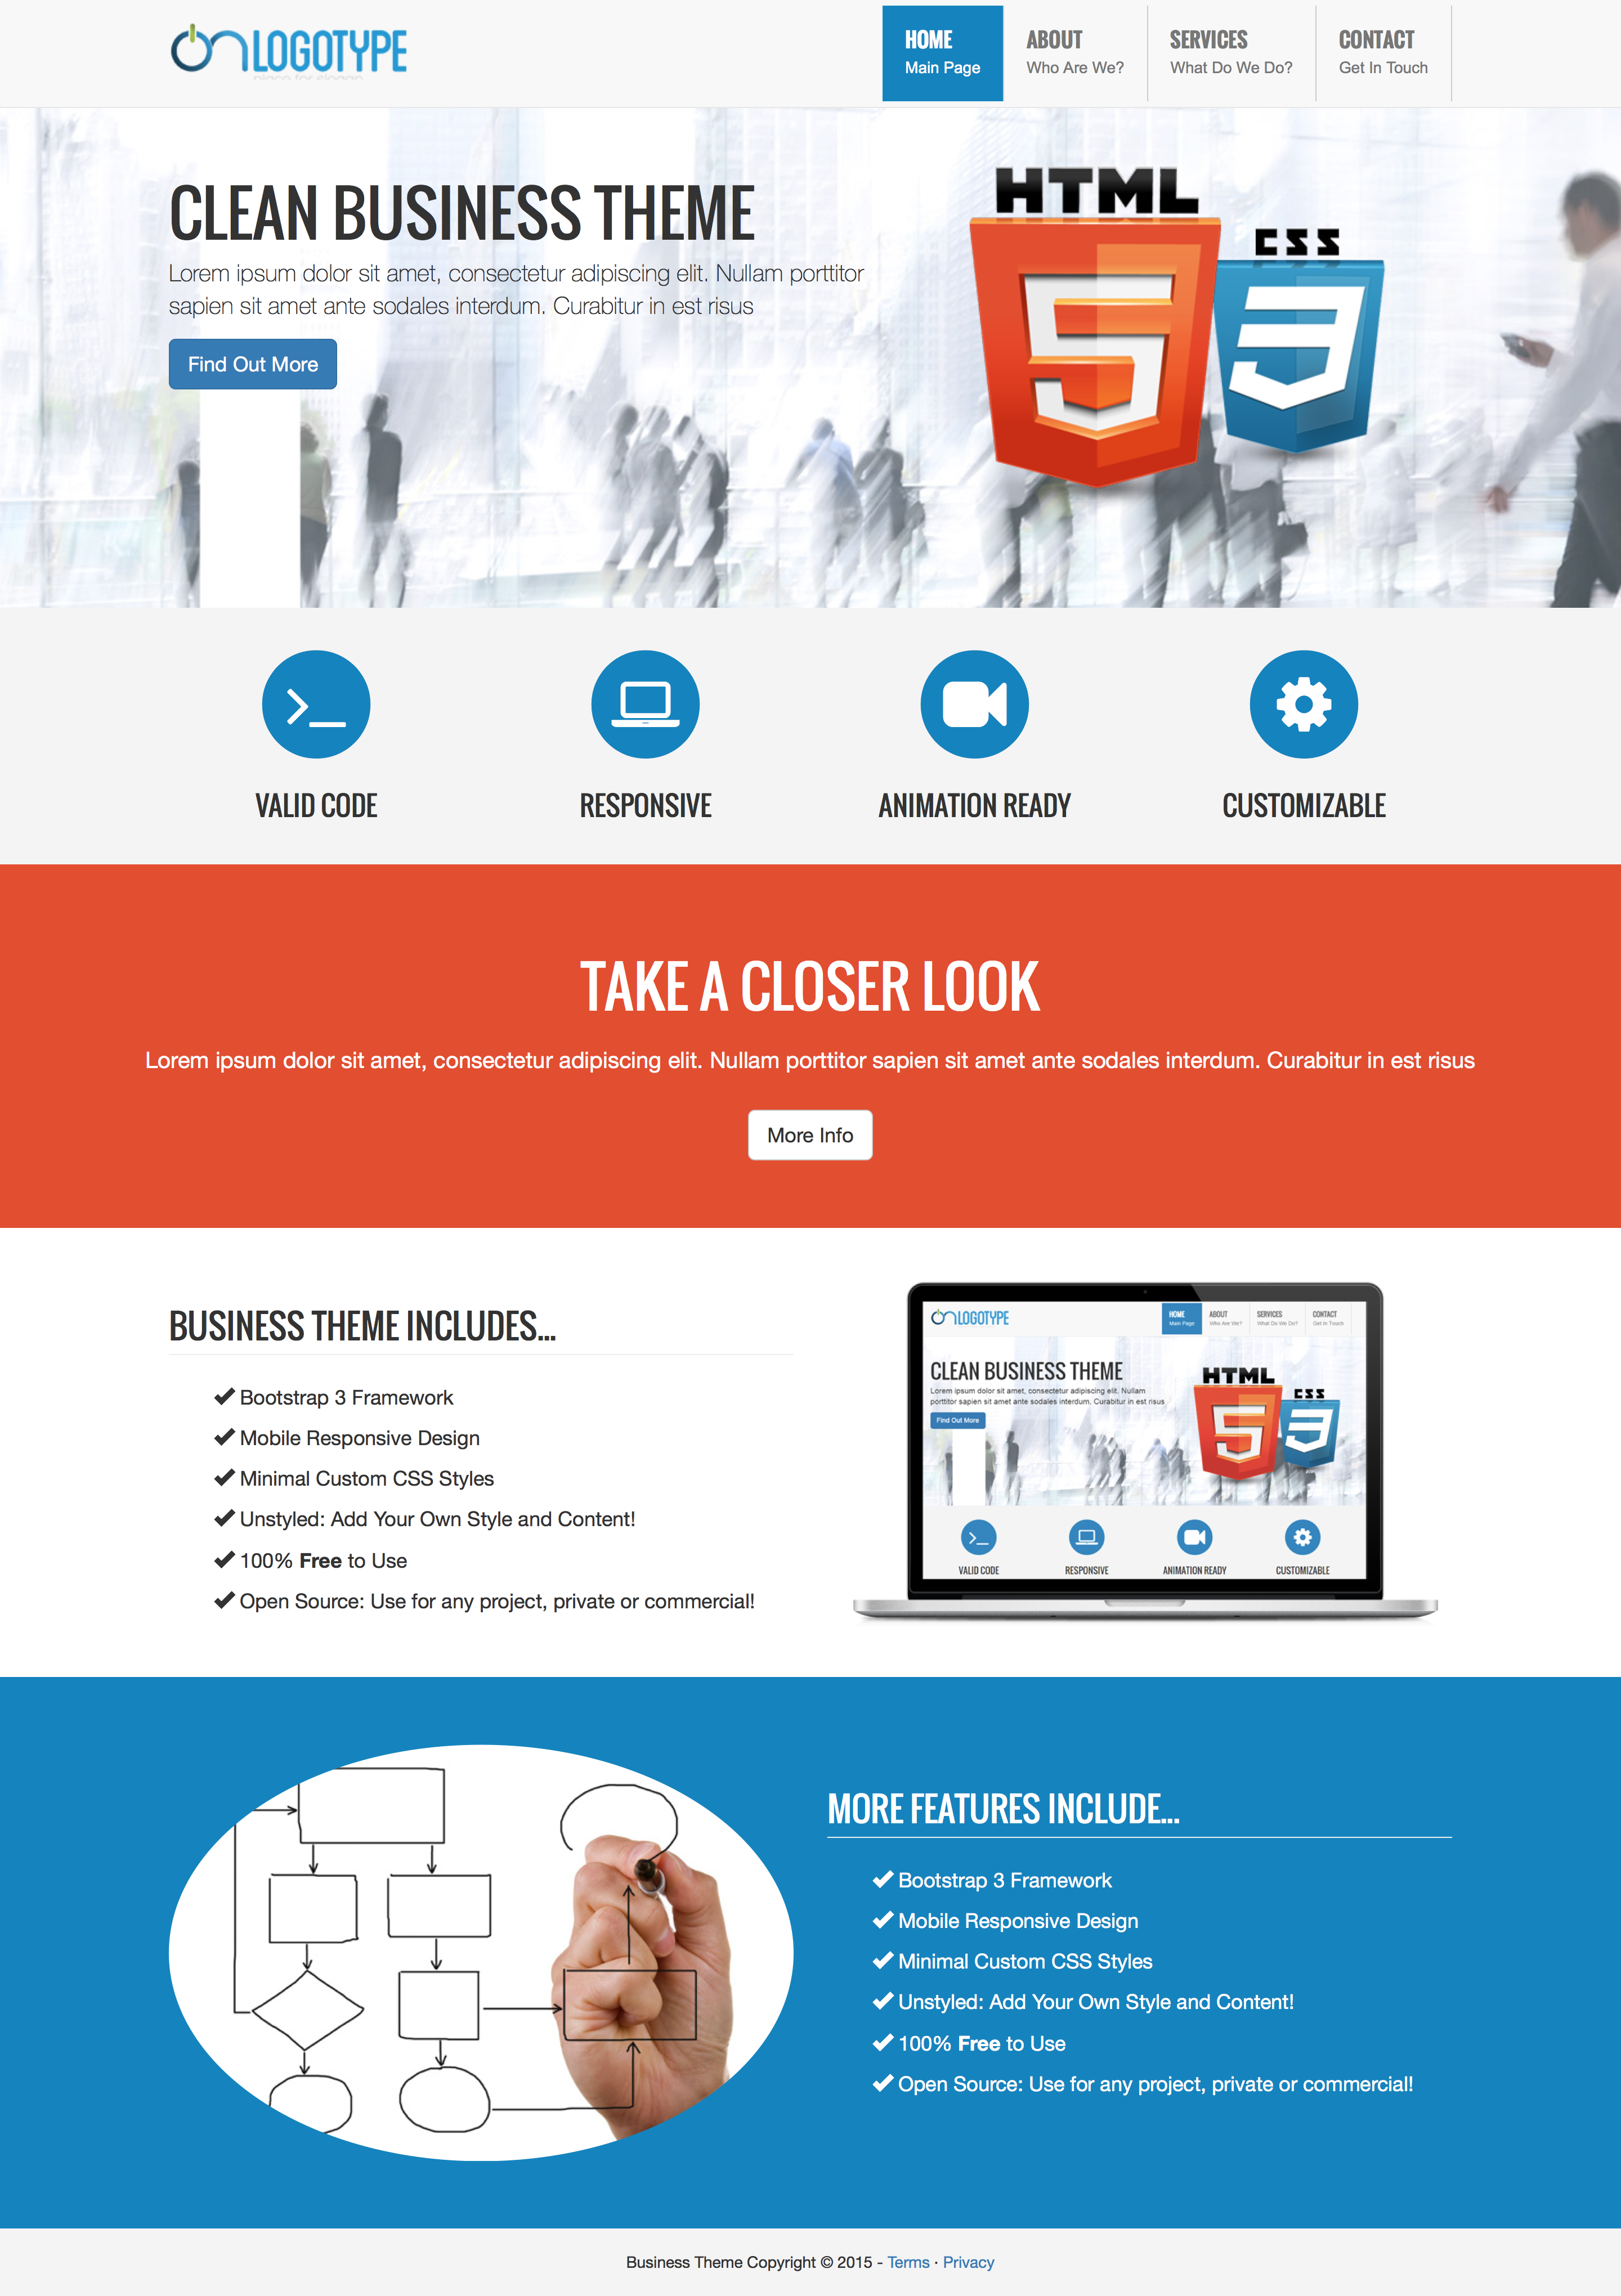 LOGOTYPE
HOME
Main Page
ABOUT
Who Are We?
SERVICES
What Do We Do?
CONTACT
Get In Touch
CLEAN BUSINESS THEME
Lorem ipsum dolor sit amet, consectetur adipiscing elit. Nullam porttitor
sapien sit amet ante sodales interdum. Curabitur in est risus
Find Out More
HTML
5
CSS
3
VALID CODE
RESPONSIVE
ANIMATION READY
CUSTOMIZABLE
TAKE A CLOSER LOOK
Lorem ipsum dolor sit amet, consectetur adipiscing elit. Nullam porttitor sapien sit amet ante sodales interdum. Curabitur in est risus
More Info
BUSINESS THEME INCLUDES...
Bootstrap 3 Framework
Mobile Responsive Design
Minimal Custom CSS Styles
Unstyled: Add Your Own Style and Content!
100% Free to Use
Open Source: Use for any project, private or commercial!
LOGOTYPE
HOME
Main Page
ABOUT
Who Are We?
SERVICES
What Do We Do?
CONTACT
Get In Touch
CLEAN BUSINESS THEME
Lorem ipsum dolor sit amet, consectetur adipiscing elit. Nullam
porttitor sapien sit amet ante sodales interdum. Curabitur in est risus
Find Out More
HTML
5
CSS
3
VALID CODE
RESPONSIVE
ANIMATION READY
CUSTOMIZABLE
MORE FEATURES INCLUDE...
Bootstrap 3 Framework
Mobile Responsive Design
Minimal Custom CSS Styles
Unstyled: Add Your Own Style and Content!
100% Free to Use
Open Source: Use for any project, private or commercial!
Business Theme Copyright © 2015 - Terms · Privacy